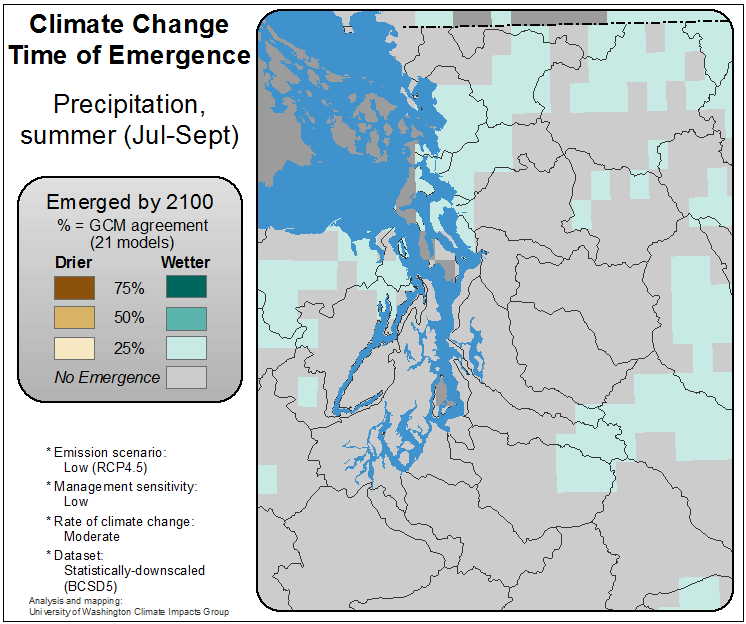 Climate Change
Time of Emergence
Precipitation,
summer (Jul-Sept)
Emerged by 2100
% = GCM agreement
(21 models)
Drier Wetter
75%
50%
25%
No Emergence
* Emission scenario:
Low (RCP4.5)
* Management sensitivity:
Low
* Rate of climate change:
Moderate
* Dataset:
Statistically-downscaled
(BCSD5)
Analysis and mapping:
University of Washington Climate Impacts Group